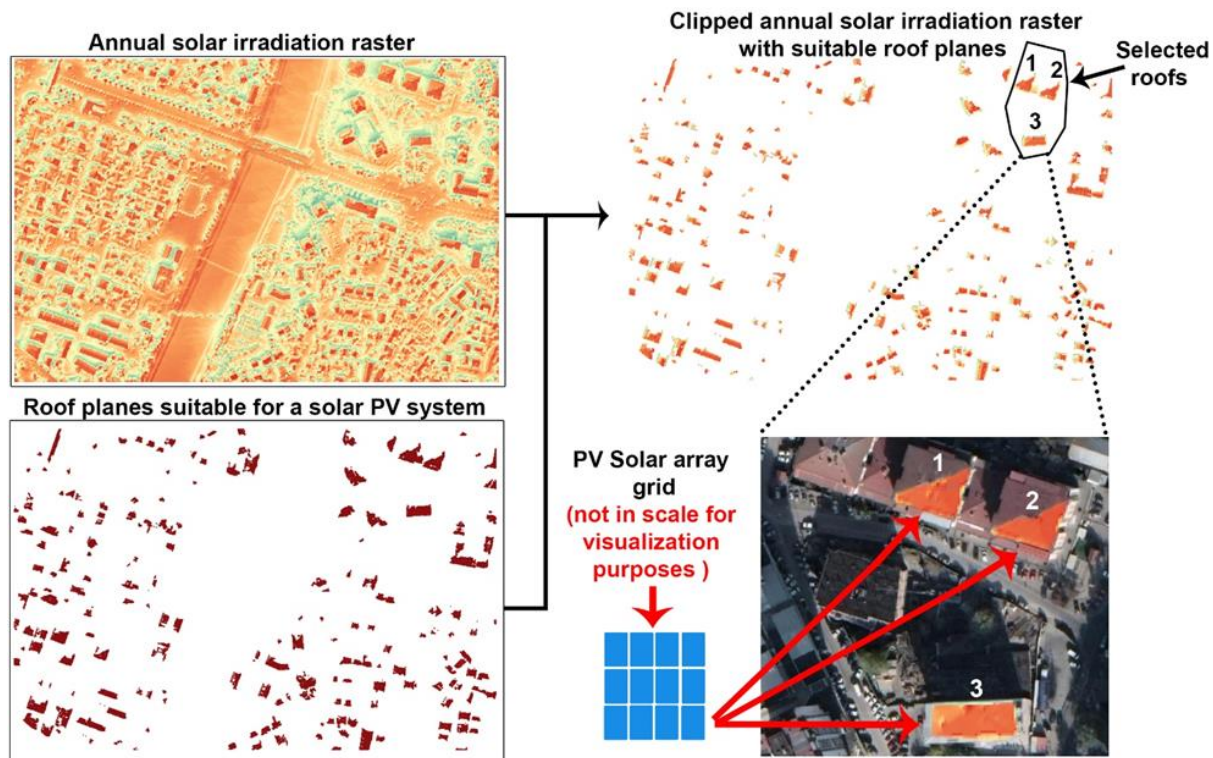 Annual solar irradiation raster
Clipped annual solar irradiation raster
with suitable roof planes
Selected
roofs
1
2
3
Roof planes suitable for a solar PV system
PV Solar array
grid
(not in scale for
visualization
purposes )
1
2
3